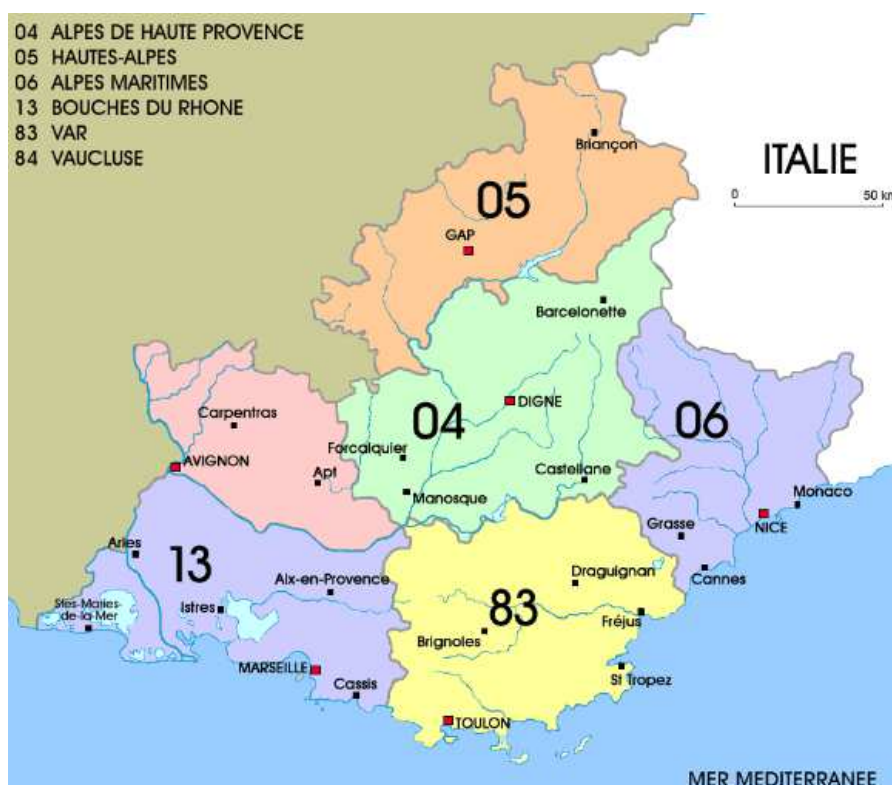 04 ALPES DE HAUTE PROVENCE
05 HAUTES-ALPES
06 ALPES MARITIMES
13 BOUCHES DU RHONE
83 VAR
84 VAUCLUSE
Briançon
ITALIE
0 50 km
05
GAP
Barcelonette
Carpentras
DIGNE
04
06
Forcalquier
AVIGNON
Apt
Castellane
Manosque
Monaco
Grasse
NICE
Arles
13
Aix-en-Provence
Draguignan
Cannes
Stes-Maries-
de-la-Mer
Istres
83
Fréjus
Brignoles
MARSEILLE
St Tropez
Cassis
TOULON
MER MEDITERRANEE